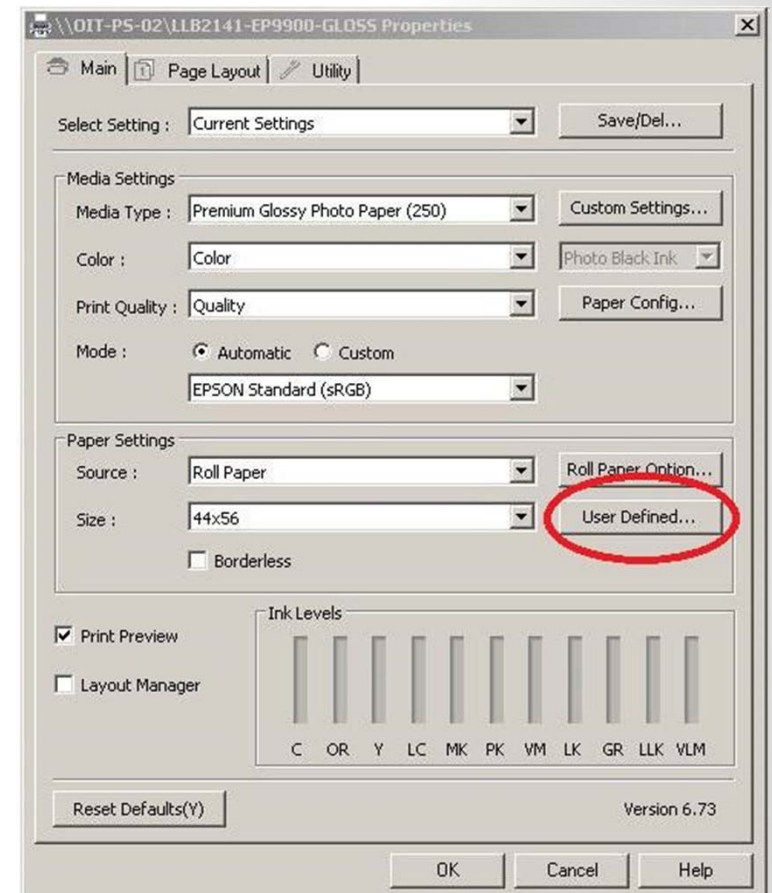 \\OIT-PS-02\LLB2141-EP9900-GLOSS Properties
Main Page Layout Utility
Select Setting : Current Settings Save/Del...
Media Settings
Media Type : Premium Glossy Photo Paper (250) Custom Settings...
Color : Color Photo Black Ink
Print Quality : Quality Paper Config...
Mode : Automatic Custom
EPSON Standard (sRGB)
Paper Settings
Source : Roll Paper Roll Paper Option...
Size : 44x56 User Defined...
Borderless
Ink Levels
Print Preview
Layout Manager
C OR Y LC MK PK VM LK GR LLK VLM
Reset Defaults(Y) Version 6.73
OK Cancel Help